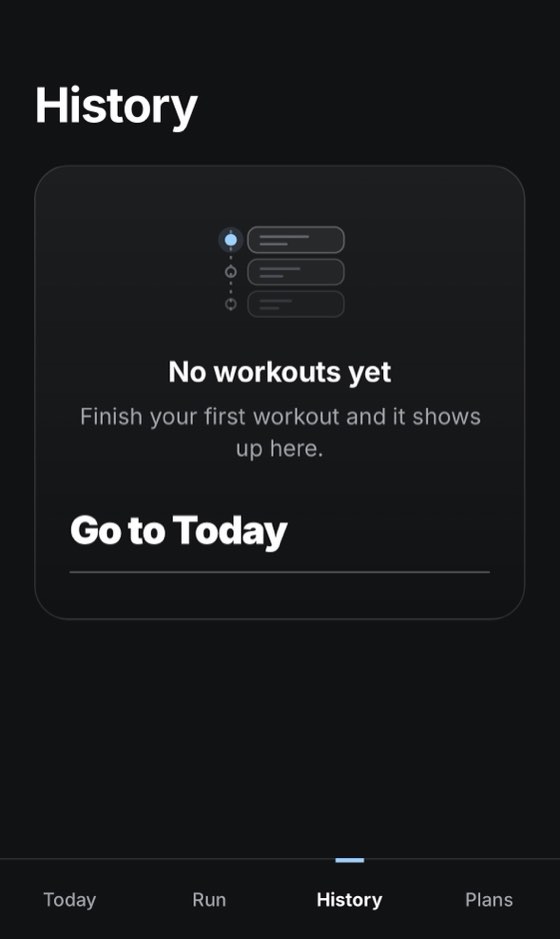 History
No workouts yet
Finish your first workout and it shows
up here.
Go to Today
Today
Run
History
Plans